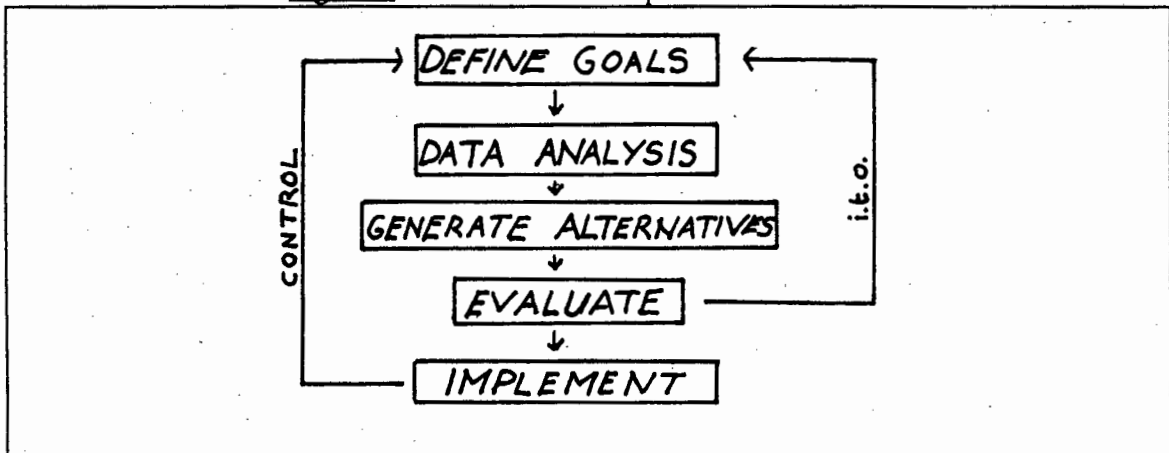 DEFINE GOALS
DATA ANALYSIS
GENERATE ALTERNATIVES
EVALUATE
IMPLEMENT
CONTROL
i.t.o.